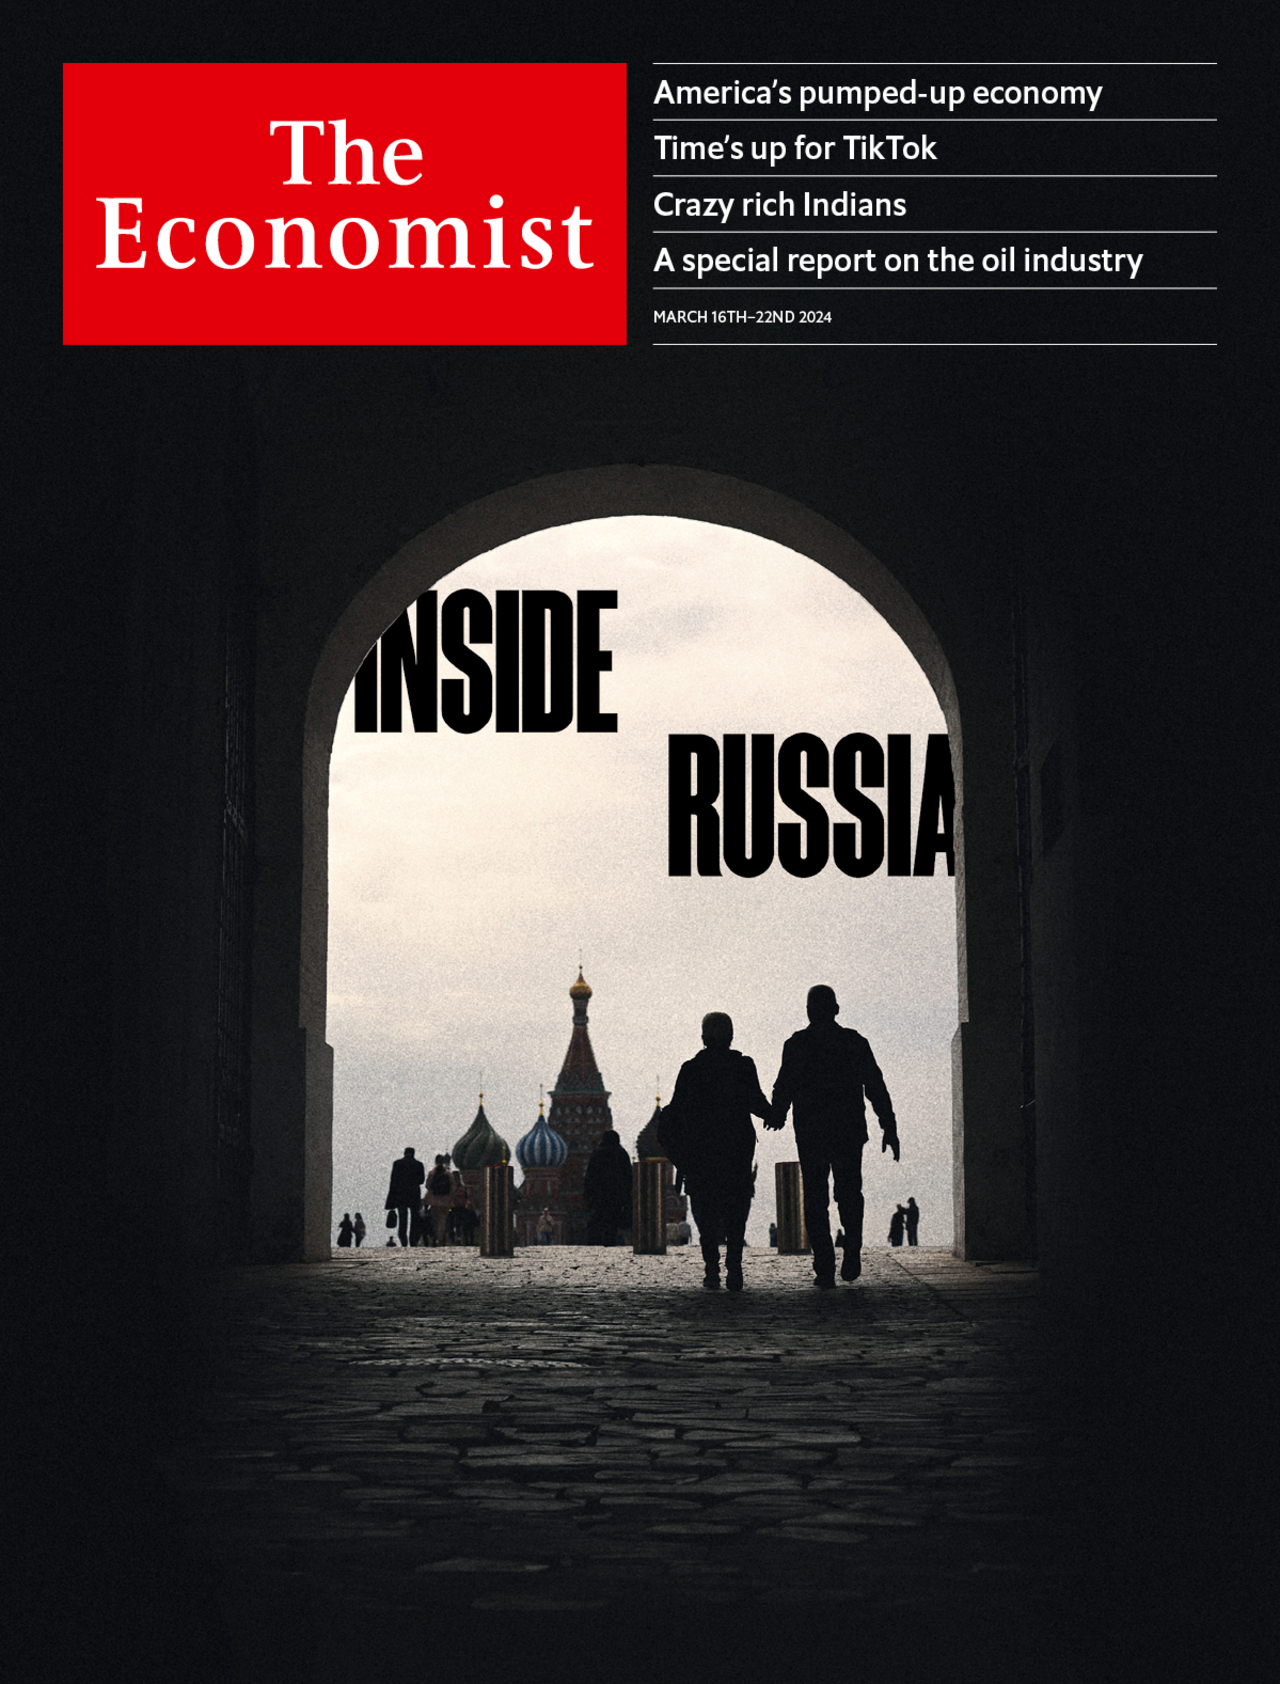 The
Economist
America's pumped-up economy
Time's up for TikTok
Crazy rich Indians
A special report on the oil industry
MARCH 16TH–22ND 2024
INSIDE
RUSSIA